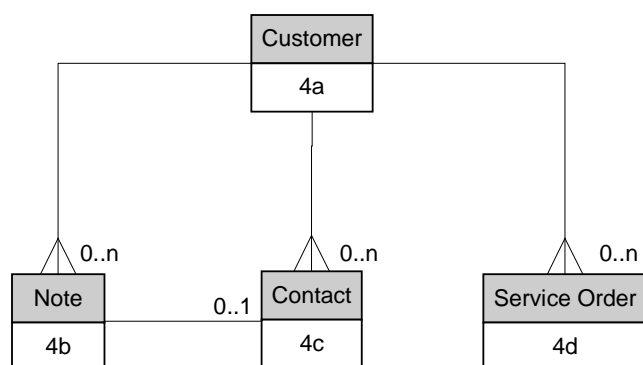 Customer
4a
0..n
0..n
0..n
Note
Contact
Service Order
0..1
4b
4c
4d